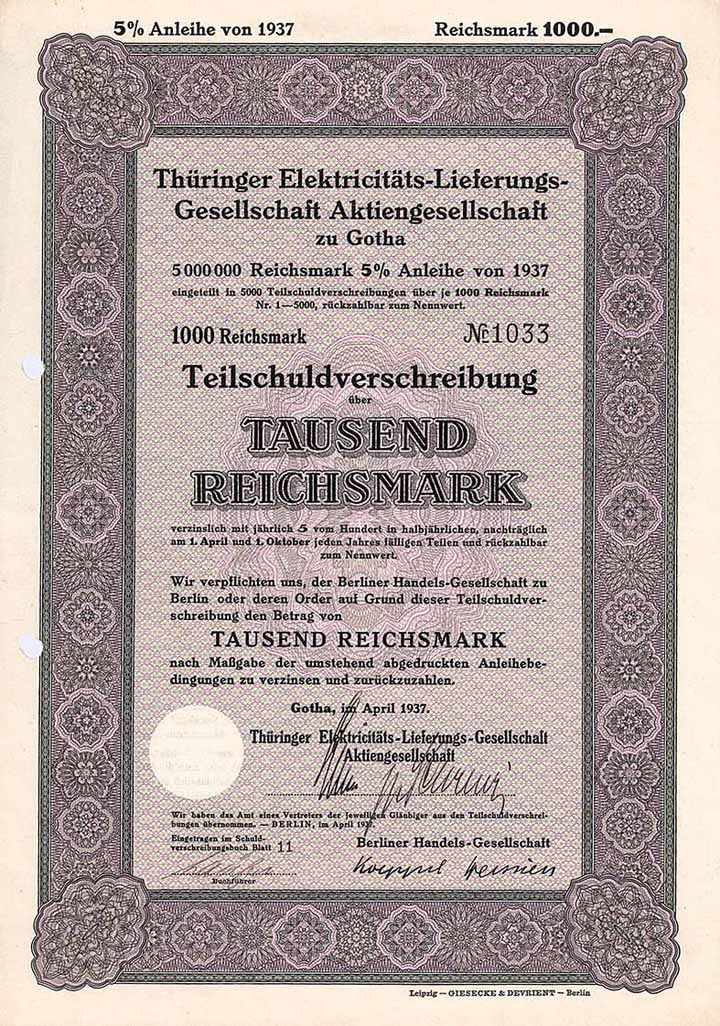 5% Anleihe von 1937 Reichsmark 1000.–
Thüringer Elektricitäts-Lieferungs-
Gesellschaft Aktiengesellschaft
zu Gotha
5 000 000 Reichsmark 5% Anleihe von 1937
eingeteilt in 5000 Teilschuldverschreibungen über je 1000 Reichsmark
Nr. 1—5000, rückzahlbar zum Nennwert.
1000 Reichsmark № 1033
Teilschuldverschreibung
über
TAUSEND
REICHSMARK
verzinslich mit jährlich 5 vom Hundert in halbjährlichen, nachträglich
am 1. April und 1. Oktober jeden Jahres fälligen Teilen und rückzahlbar
zum Nennwert.
Wir verpflichten uns, der Berliner Handels-Gesellschaft zu
Berlin oder deren Order auf Grund dieser Teilschuldver-
schreibung den Betrag von
TAUSEND REICHSMARK
nach Maßgabe der umstehend abgedruckten Anleihebe-
dingungen zu verzinsen und zurückzuzahlen.
Gotha, im April 1937.
Thüringer Elektricitäts-Lieferungs-Gesellschaft
Aktiengesellschaft
Wir haben das Amt eines Vertreters der jeweiligen Gläubiger aus den Teilschuldverschrei-
bungen übernommen. — BERLIN, im April 1937.
Eingetragen im Schuld-
verschreibungsbuch Blatt 11
Berliner Handels-Gesellschaft
Koeppel
Buchführer
Leipzig — GIESECKE & DEVRIENT — Berlin